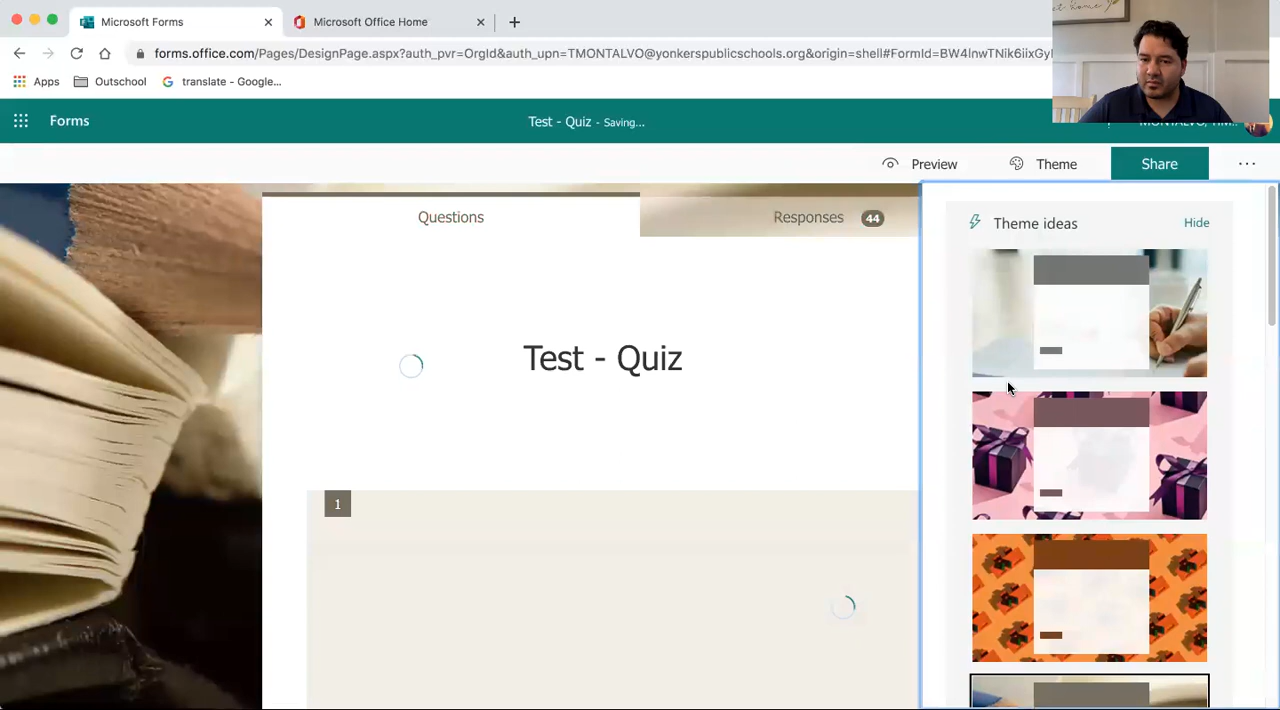 Microsoft Forms
Microsoft Office Home
forms.office.com/Pages/DesignPage.aspx?auth_pvr=OrgId&auth_upn=TMONTALVO@yonkerspublicschools.org&origin=shell#FormId=BW4lnwTNik6iixGyI
Apps
Outschool
translate - Google...
Forms
Test - Quiz - Saving...
Preview
Theme
Share
Questions
Responses 44
Theme ideas
Hide
Test - Quiz
1